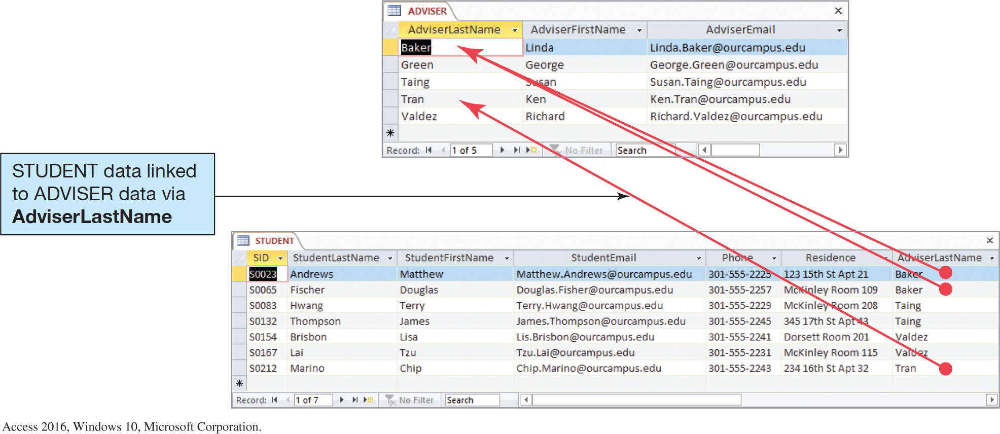 ADVISER
AdviserLastName AdviserFirstName AdviserEmail
Baker Linda Linda.Baker@ourcampus.edu
Green George George.Green@ourcampus.edu
Taing Susan Susan.Taing@ourcampus.edu
Tran Ken Ken.Tran@ourcampus.edu
Valdez Richard Richard.Valdez@ourcampus.edu
Record: 1 of 5 No Filter Search
STUDENT data linked
to ADVISER data via
AdviserLastName
STUDENT
SID StudentLastName StudentFirstName StudentEmail Phone Residence AdviserLastName
S0023 Andrews Matthew Matthew.Andrews@ourcampus.edu 301-555-2225 123 15th St Apt 21 Baker
S0065 Fischer Douglas Douglas.Fisher@ourcampus.edu 301-555-2257 McKinley Room 109 Baker
S0083 Hwang Terry Terry.Hwang@ourcampus.edu 301-555-2229 McKinley Room 208 Taing
S0132 Thompson James James.Thompson@ourcampus.edu 301-555-2245 345 17th St Apt 43 Taing
S0154 Brisbon Lisa Lis.Brisbon@ourcampus.edu 301-555-2241 Dorsett Room 201 Valdez
S0167 Lai Tzu Tzu.Lai@ourcampus.edu 301-555-2231 McKinley Room 115 Valdez
S0212 Marino Chip Chip.Marino@ourcampus.edu 301-555-2243 234 16th St Apt 32 Tran
Record: 1 of 7 No Filter Search
Access 2016, Windows 10, Microsoft Corporation.